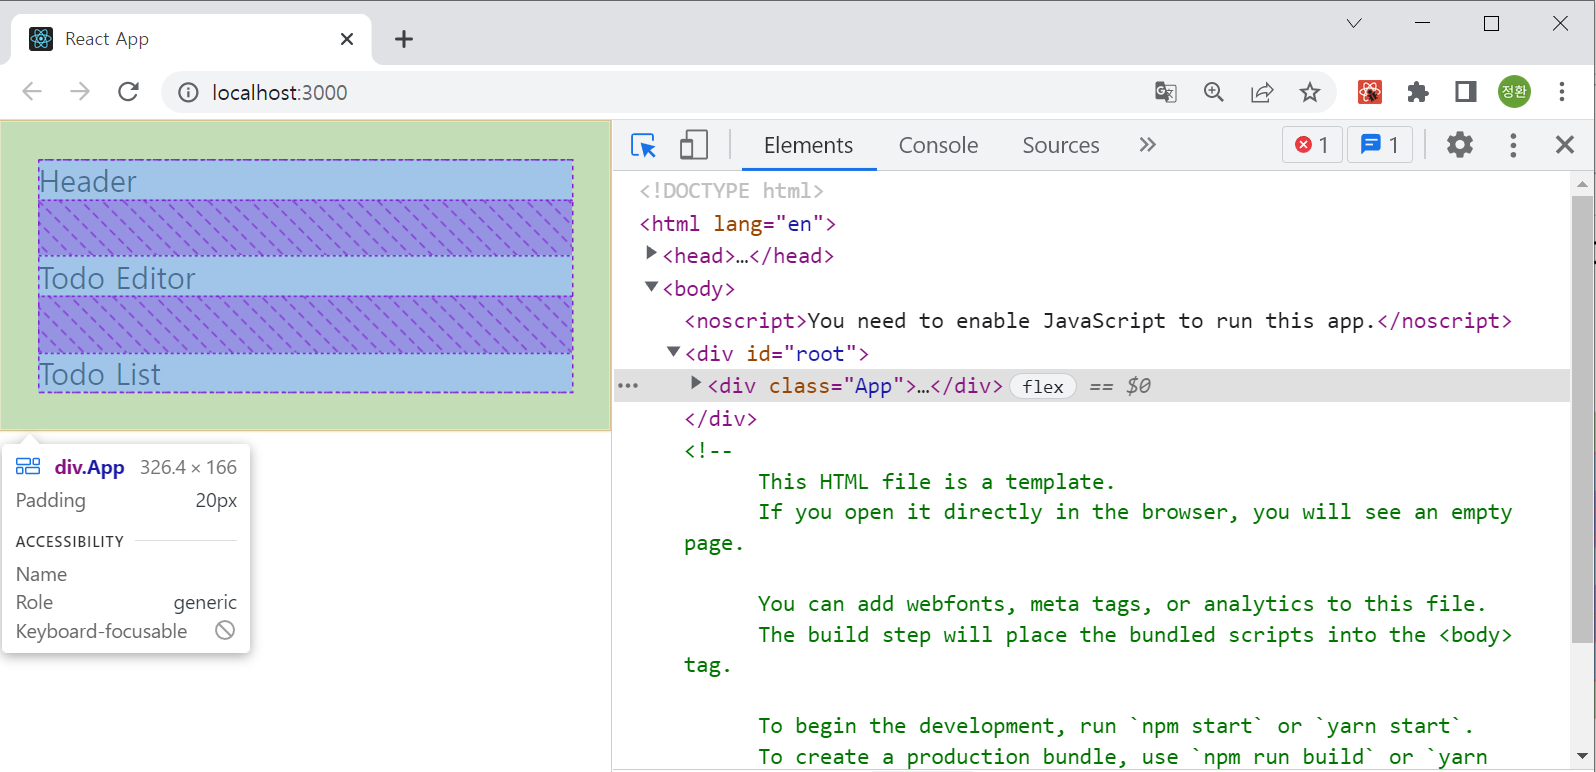 React App
localhost:3000
정환
Header
Todo Editor
Todo List
div.App 326.4 × 166
Padding 20px
ACCESSIBILITY
Name
Role generic
Keyboard-focusable
Elements Console Sources » 1 1
<!DOCTYPE html>
<html lang="en">
<head>…</head>
<body>
<noscript>You need to enable JavaScript to run this app.</noscript>
<div id="root">
<div class="App">…</div> flex == $0
</div>
<!--
This HTML file is a template.
If you open it directly in the browser, you will see an empty
page.
You can add webfonts, meta tags, or analytics to this file.
The build step will place the bundled scripts into the <body>
tag.
To begin the development, run `npm start` or `yarn start`.
To create a production bundle, use `npm run build` or `yarn